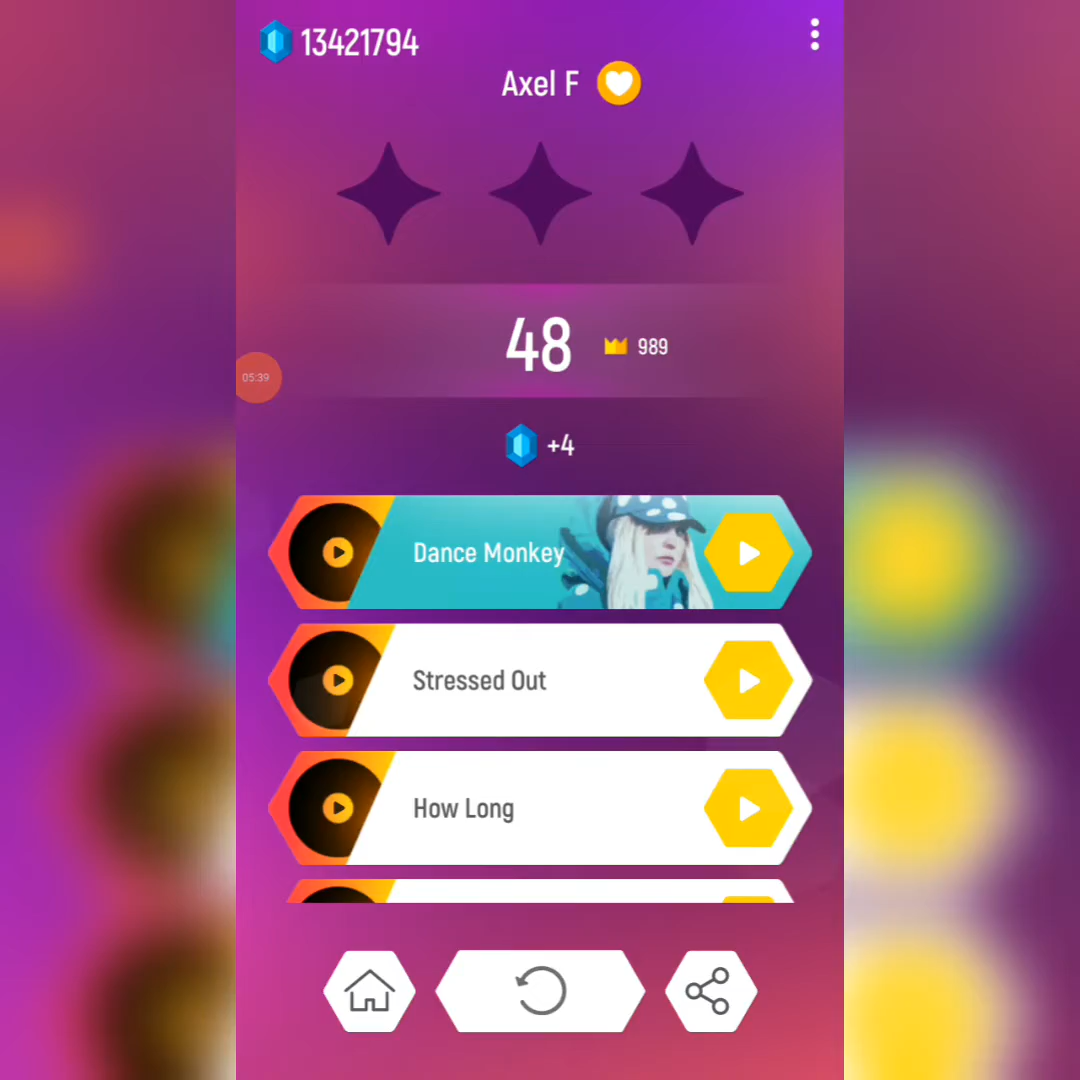 13421794
Axel F
48 989
05:39
+4
Dance Monkey
Stressed Out
How Long